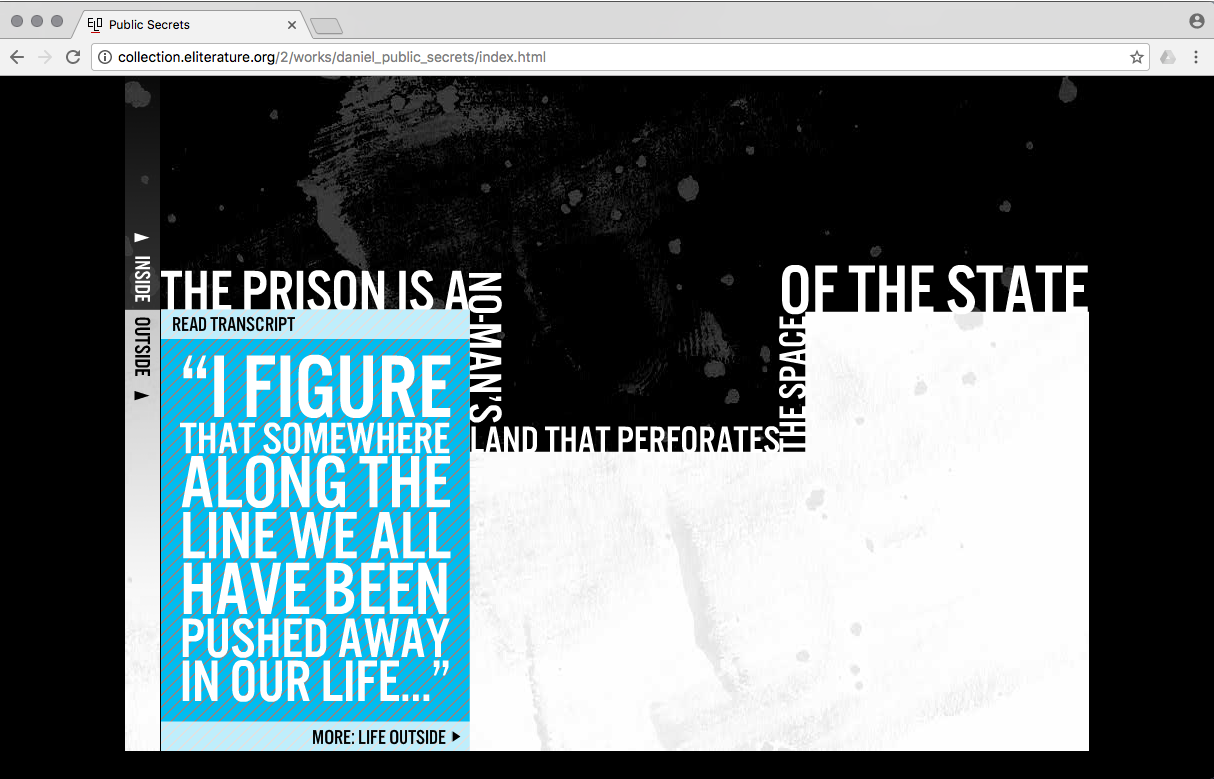 ELO Public Secrets
collection.eliterature.org/2/works/daniel_public_secrets/index.html
INSIDE
OUTSIDE
THE PRISON IS A
NO-MAN'S
LAND THAT PERFORATES
THE SPACE
OF THE STATE
READ TRANSCRIPT
“I FIGURE
THAT SOMEWHERE
ALONG THE
LINE WE ALL
HAVE BEEN
PUSHED AWAY
IN OUR LIFE...”
MORE: LIFE OUTSIDE